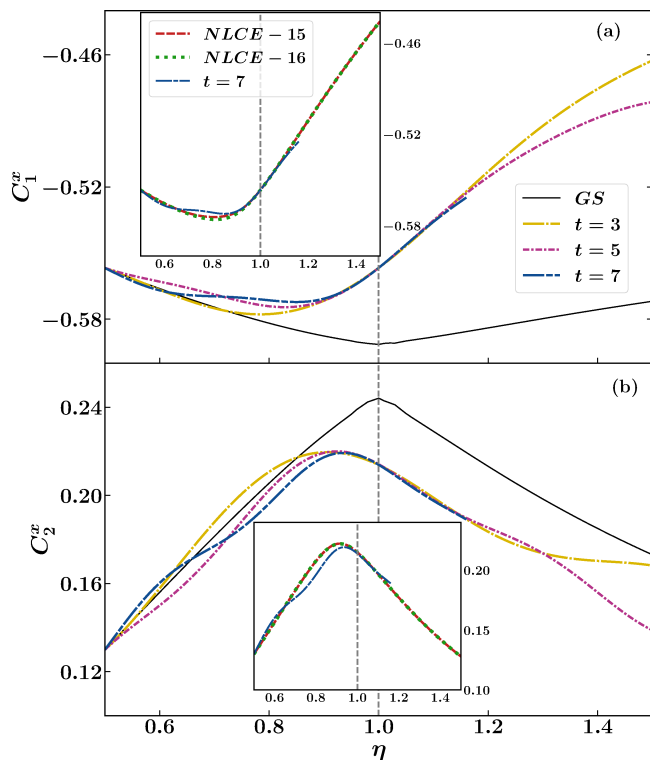 NLCE − 15
NLCE − 16
t = 7
−0.46
−0.52
−0.58
0.6 0.8 1.0 1.2 1.4
(a)
−0.46
−0.52
−0.58
C₁ˣ
GS
t = 3
t = 5
t = 7
(b)
0.24
0.20
0.16
0.12
C₂ˣ
0.20
0.15
0.10
0.6 0.8 1.0 1.2 1.4
0.6 0.8 1.0 1.2 1.4
η